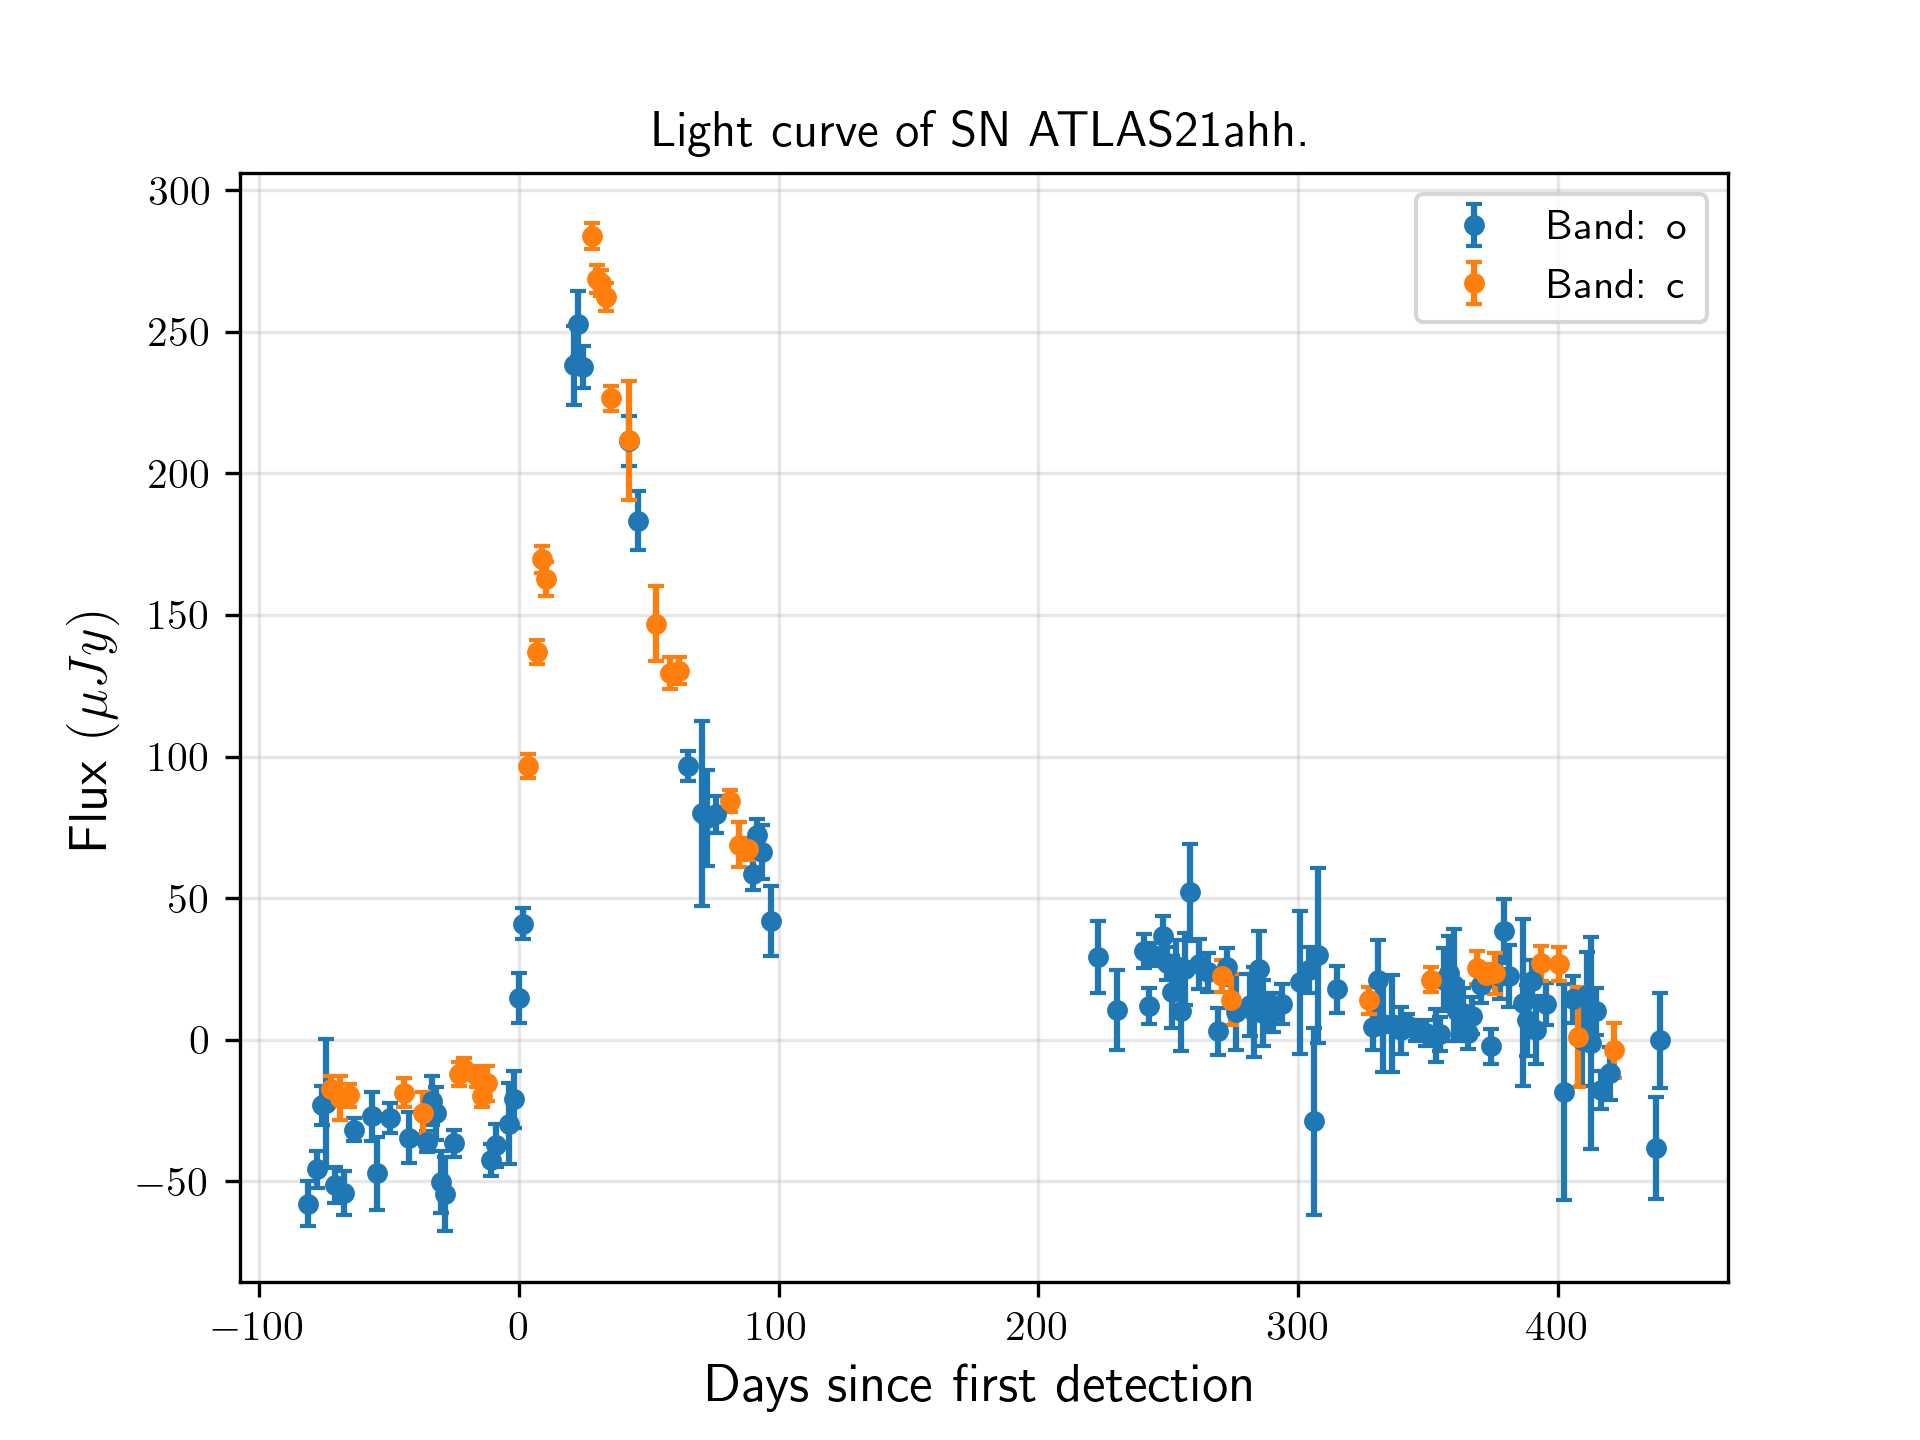 Light curve of SN ATLAS21ahh.
300
250
200
150
100
50
0
−50
Flux (μJy)
Band: o
Band: c
−100
0
100
200
300
400
Days since first detection